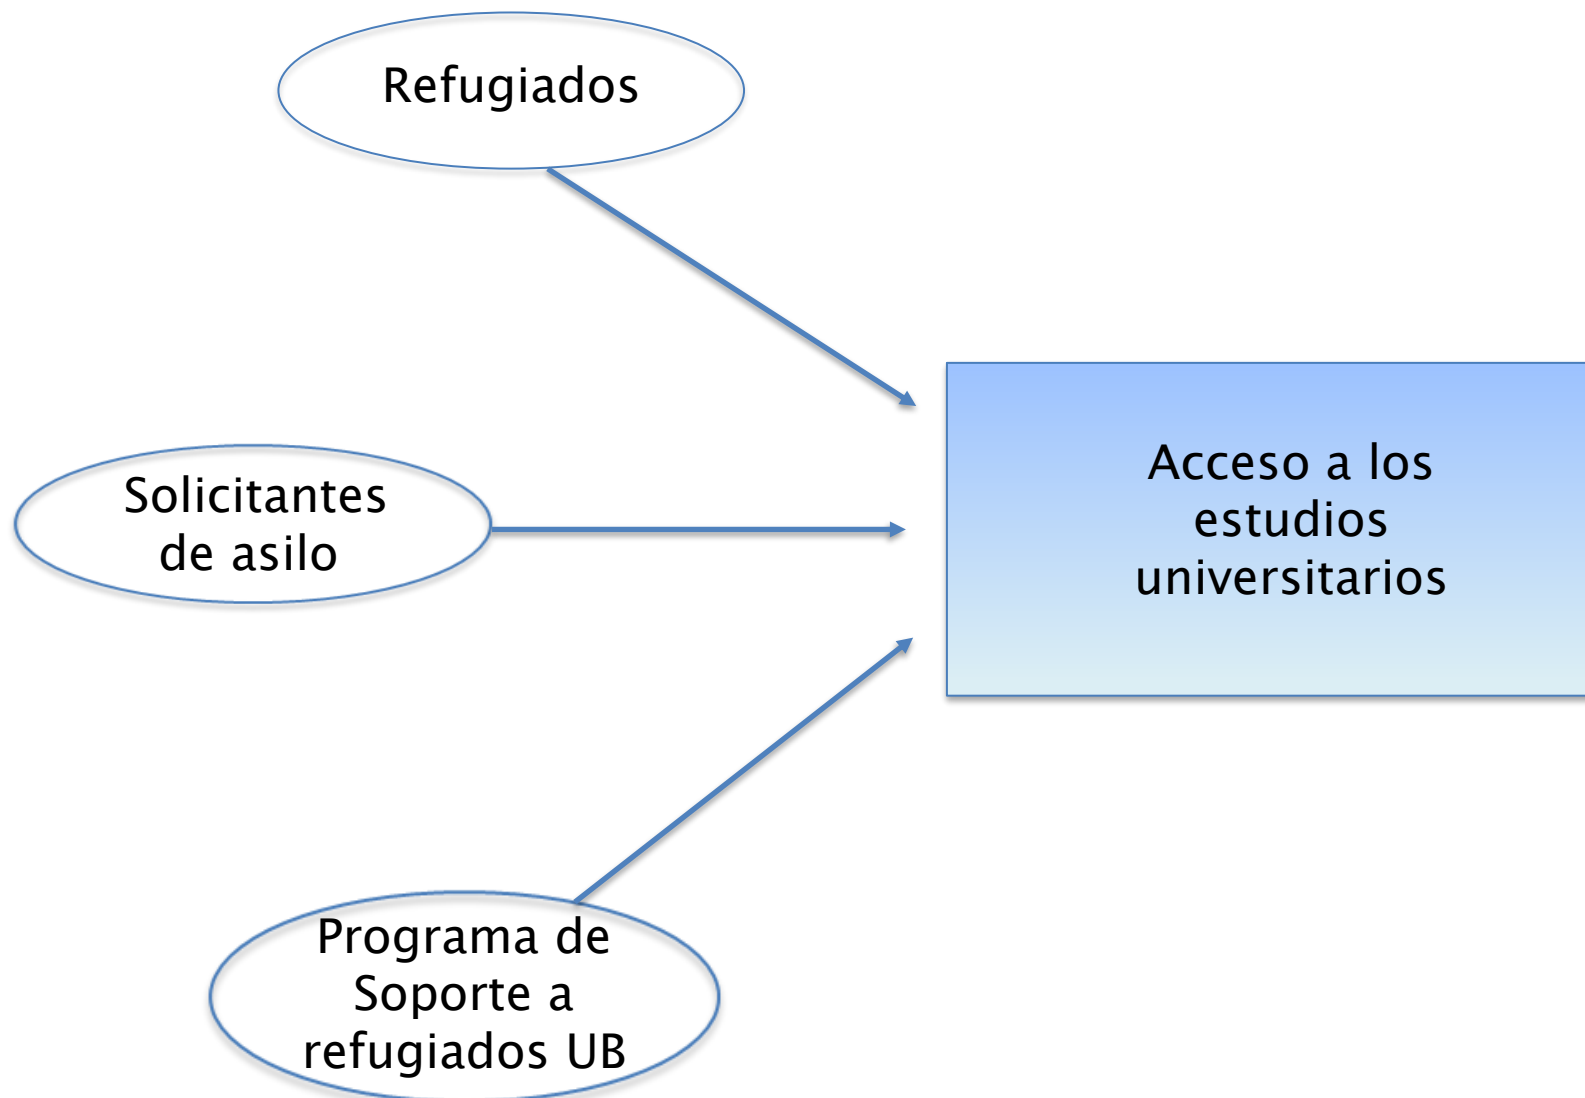 Refugiados
Solicitantes
de asilo
Acceso a los
estudios
universitarios
Programa de
Soporte a
refugiados UB